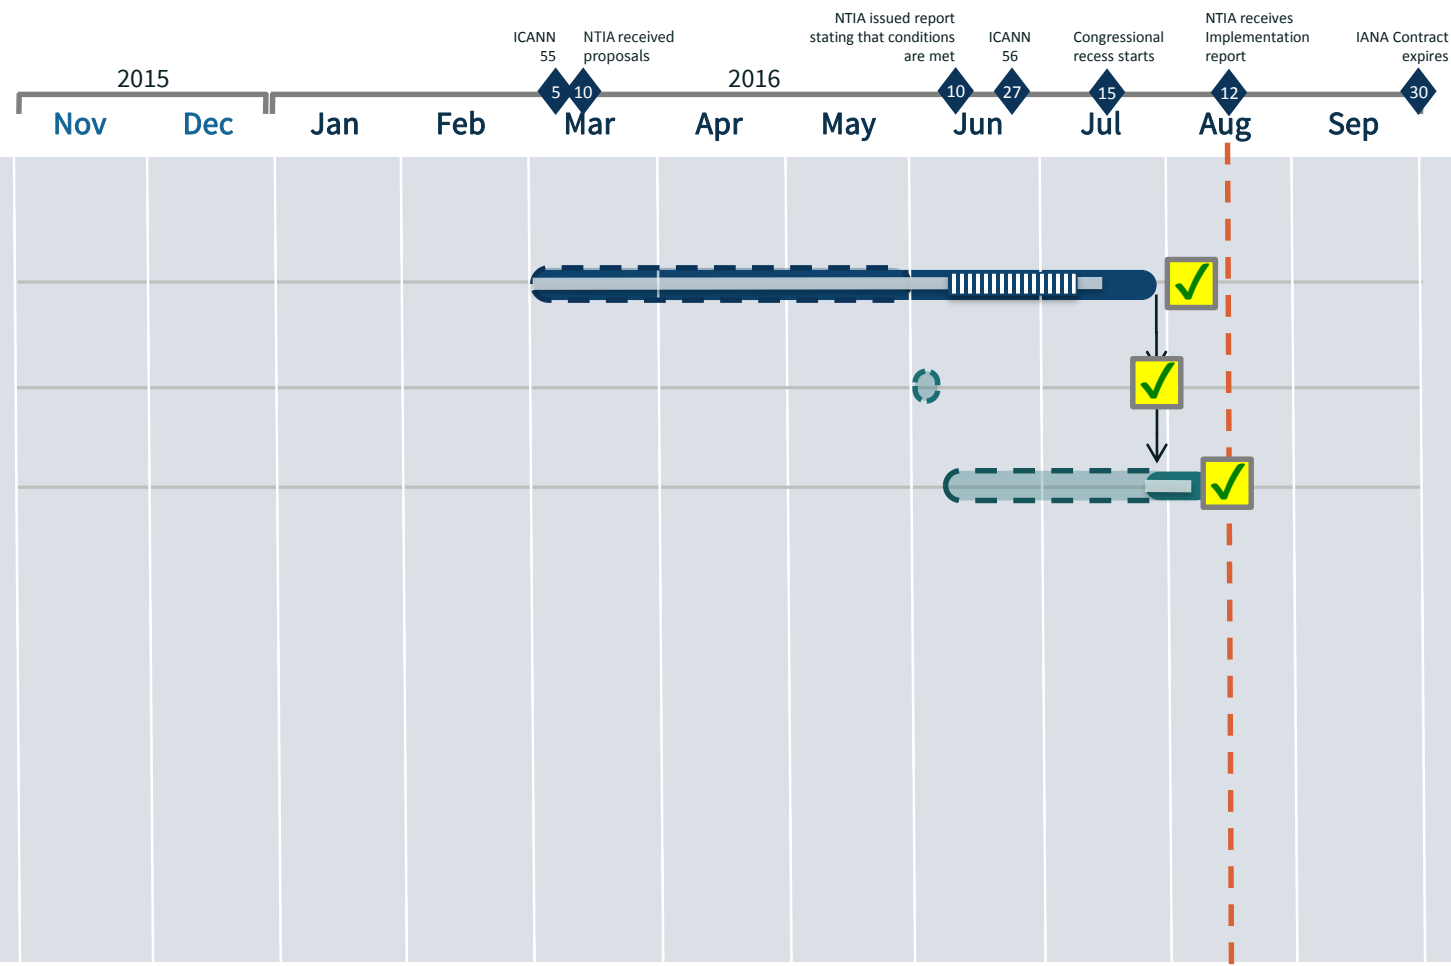 NTIA issued report
stating that conditions
are met
NTIA receives
Implementation
report
ICANN
55
NTIA received
proposals
ICANN
56
Congressional
recess starts
IANA Contract
expires
2015
2016
5
10
10
27
15
12
30
Nov
Dec
Jan
Feb
Mar
Apr
May
Jun
Jul
Aug
Sep